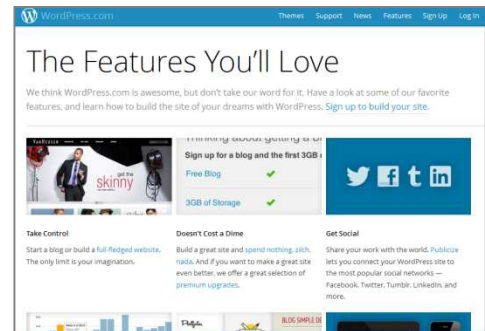 WordPress.com
Themes Support News Features Sign Up Log In
The Features You'll Love
We think WordPress.com is awesome, but don't take our word for it. Have a look at some of our favorite
features, and learn how to build the site of your dreams with WordPress. Sign up to build your site.
VANHEUSEN
get the
skinny
Thinking about getting a b
Sign up for a blog and the first 3GB
Free Blog
3GB of Storage
Take Control
Start a blog or build a full-fledged website.
The only limit is your imagination.
Doesn't Cost a Dime
Build a great site and spend nothing, zilch,
nada. And if you want to make a great site
even better, we offer a great selection of
premium upgrades.
Get Social
Share your work with the world. Publicize
lets you connect your WordPress site to
the most popular social networks —
Facebook, Twitter, Tumblr, LinkedIn, and
more.
BLOG SIMPLE DE